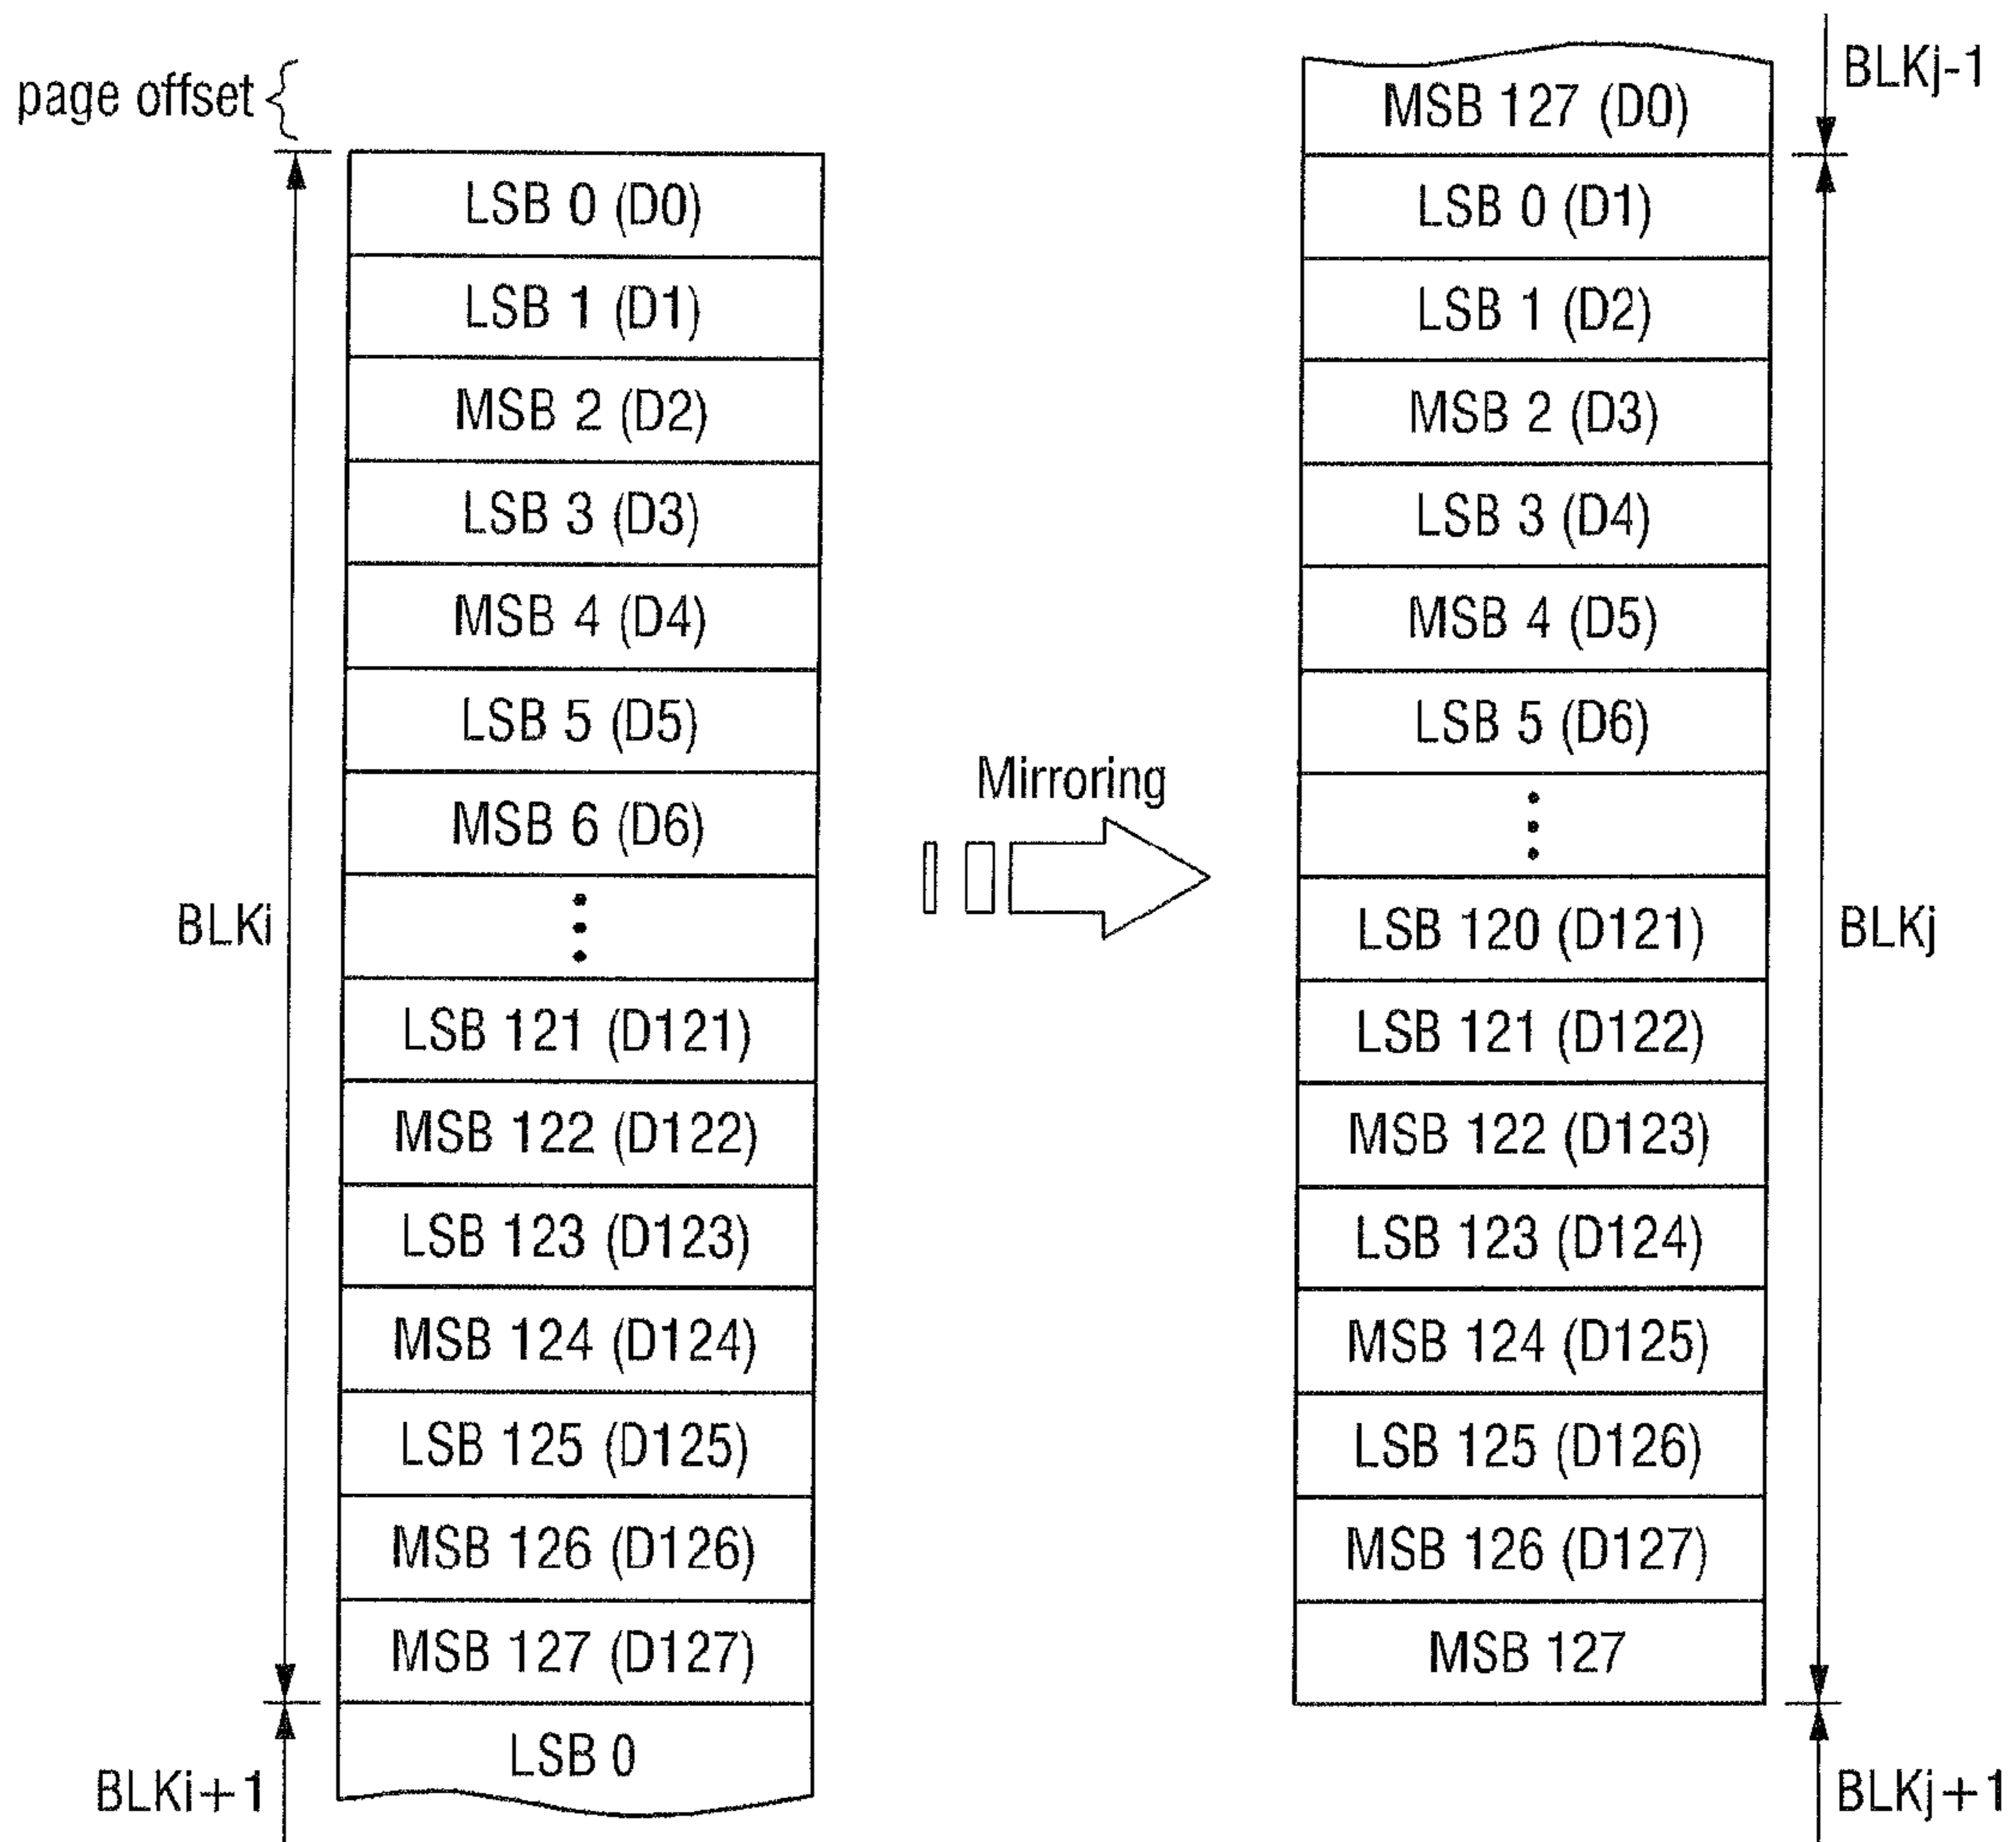 page offset
BLKi
BLKi+1
LSB 0 (D0)
LSB 1 (D1)
MSB 2 (D2)
LSB 3 (D3)
MSB 4 (D4)
LSB 5 (D5)
MSB 6 (D6)
LSB 121 (D121)
MSB 122 (D122)
LSB 123 (D123)
MSB 124 (D124)
LSB 125 (D125)
MSB 126 (D126)
MSB 127 (D127)
LSB 0
Mirroring
MSB 127 (D0)
LSB 0 (D1)
LSB 1 (D2)
MSB 2 (D3)
LSB 3 (D4)
MSB 4 (D5)
LSB 5 (D6)
LSB 120 (D121)
LSB 121 (D122)
MSB 122 (D123)
LSB 123 (D124)
MSB 124 (D125)
LSB 125 (D126)
MSB 126 (D127)
MSB 127
BLKj-1
BLKj
BLKj+1